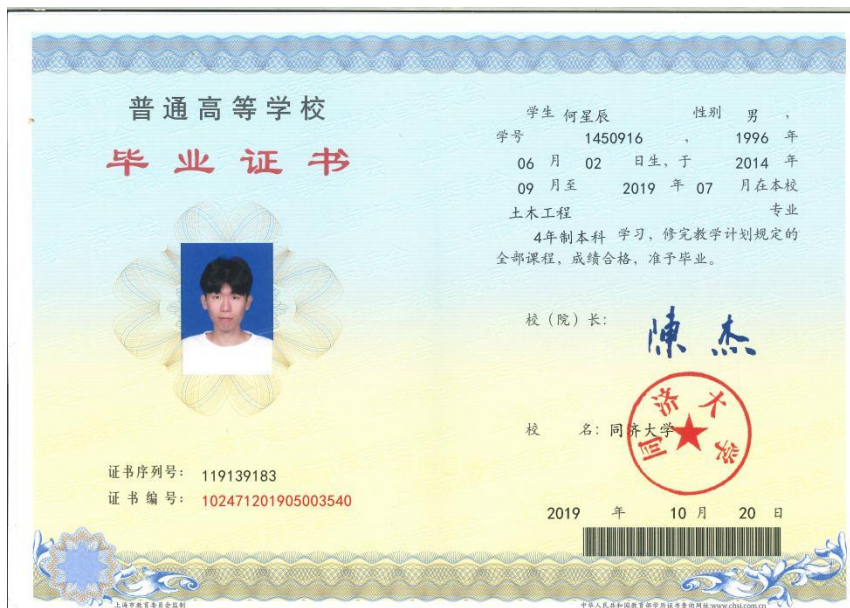 普通高等学校
毕业证书
证书序列号： 119139183
证书编号： 102471201905003540
上海市教育委员会监制
学生 何星辰 性别 男 ，
学号 1450916 ， 1996 年
06 月 02 日生，于 2014 年
09 月至 2019 年 07 月在本校
土木工程 专业
4年制本科 学习，修完教学计划规定的
全部课程，成绩合格，准予毕业。
校（院）长：
陳杰
校 名：同济大学
同济大学
2019 年 10 月 20 日
中华人民共和国教育部学历证书查询网址:www.chsi.com.cn